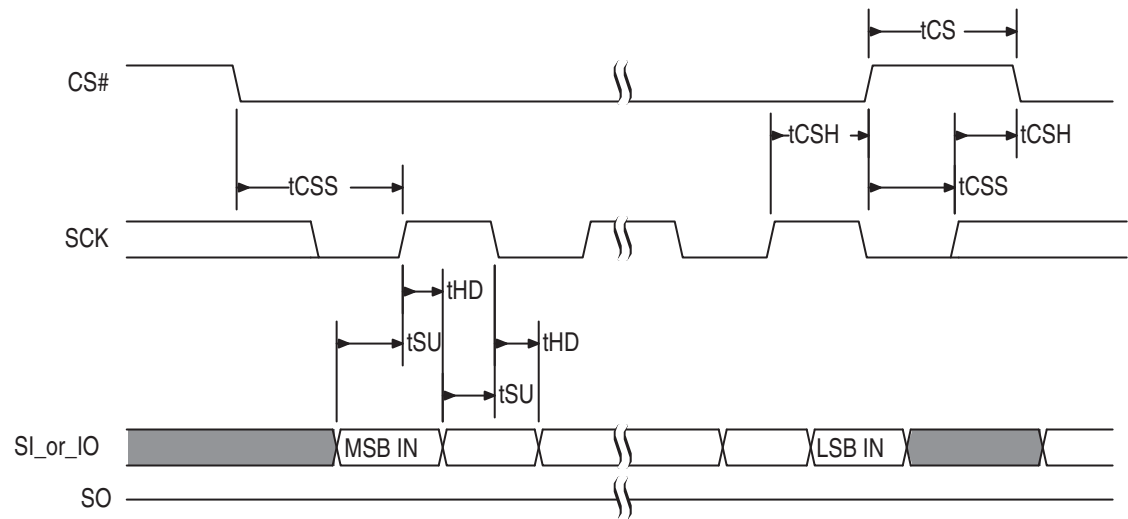 tCS
CS#
tCSH
tCSH
tCSS
tCSS
SCK
tHD
tSU
tHD
tSU
SI_or_IO
MSB IN
LSB IN
SO